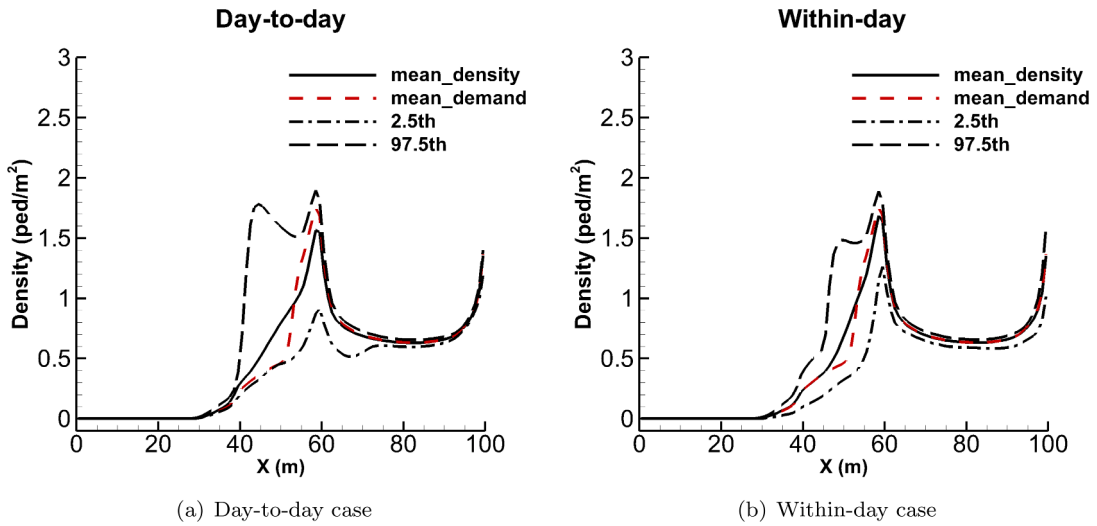 Day-to-day
3
2.5
2
1.5
1
0.5
0
Density (ped/m²)
mean_density
mean_demand
2.5th
97.5th
0 20 40 60 80 100
X (m)
(a) Day-to-day case
Within-day
3
2.5
2
1.5
1
0.5
0
Density (ped/m²)
mean_density
mean_demand
2.5th
97.5th
0 20 40 60 80 100
X (m)
(b) Within-day case